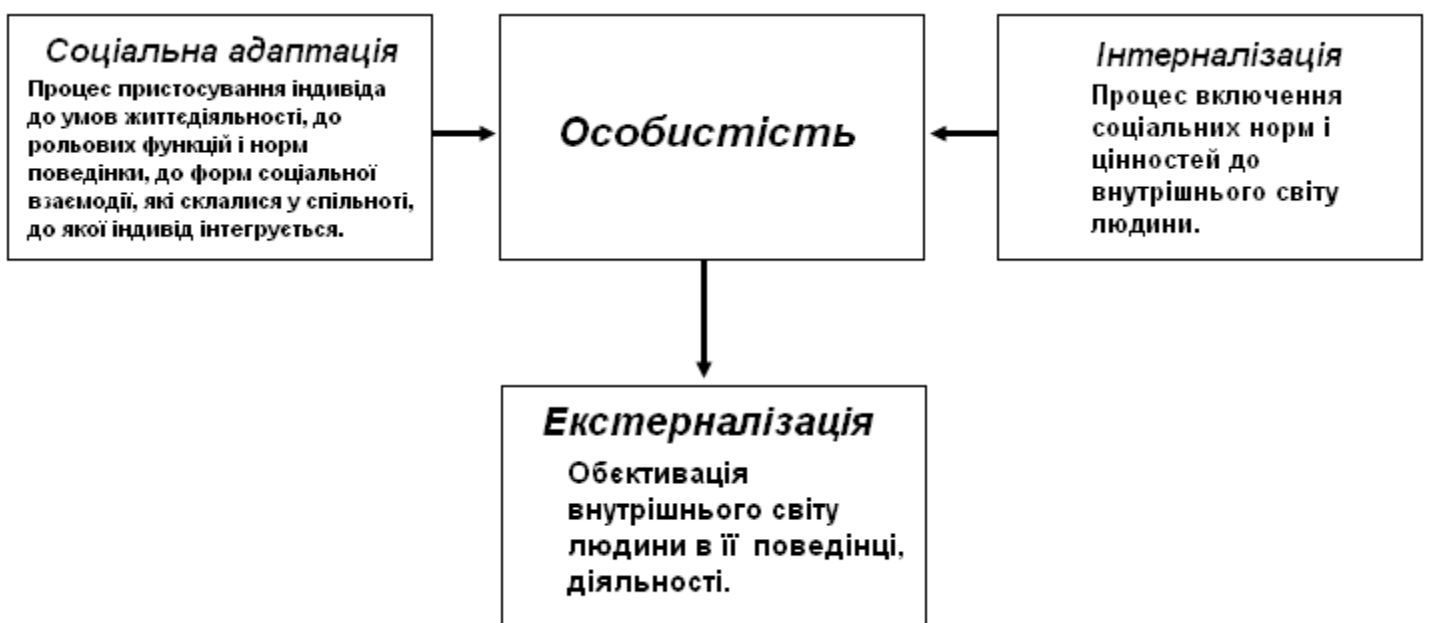 Соціальна адаптація
Процес пристосування індивіда
до умов життєдіяльності, до
рольових функцій і норм
поведінки, до форм соціальної
взаємодії, які склалися у спільноті,
до якої індивід інтегрується.
Особистість
Інтерналізація
Процес включення
соціальних норм і
цінностей до
внутрішнього світу
людини.
Екстерналізація
Обєктивація
внутрішнього світу
людини в її поведінці,
діяльності.